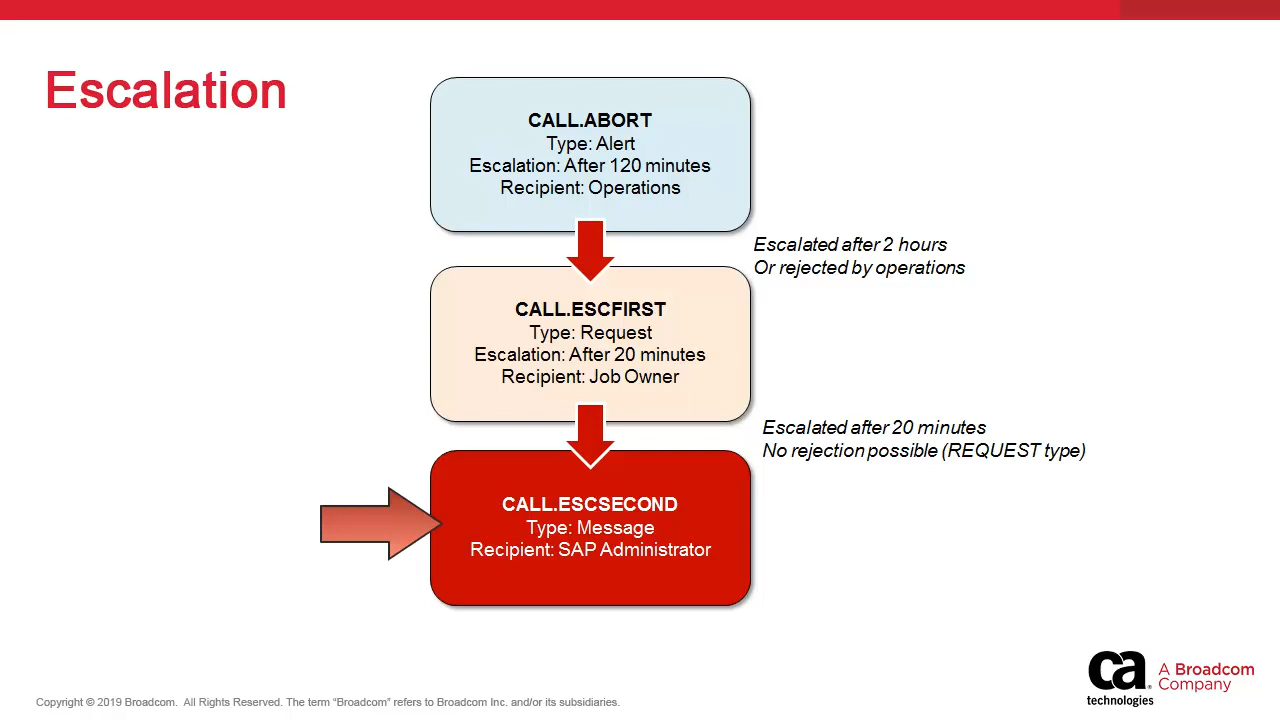 Escalation
CALL.ABORT
Type: Alert
Escalation: After 120 minutes
Recipient: Operations
Escalated after 2 hours
Or rejected by operations
CALL.ESCFIRST
Type: Request
Escalation: After 20 minutes
Recipient: Job Owner
Escalated after 20 minutes
No rejection possible (REQUEST type)
CALL.ESCSECOND
Type: Message
Recipient: SAP Administrator
ca
technologies
A Broadcom
Company
Copyright © 2019 Broadcom. All Rights Reserved. The term “Broadcom” refers to Broadcom Inc. and/or its subsidiaries.